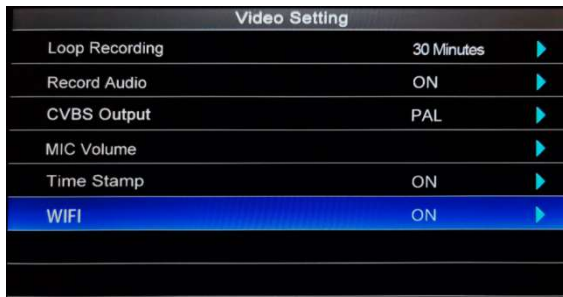 Video Setting
Loop Recording 30 Minutes
Record Audio ON
CVBS Output PAL
MIC Volume
Time Stamp ON
WIFI ON